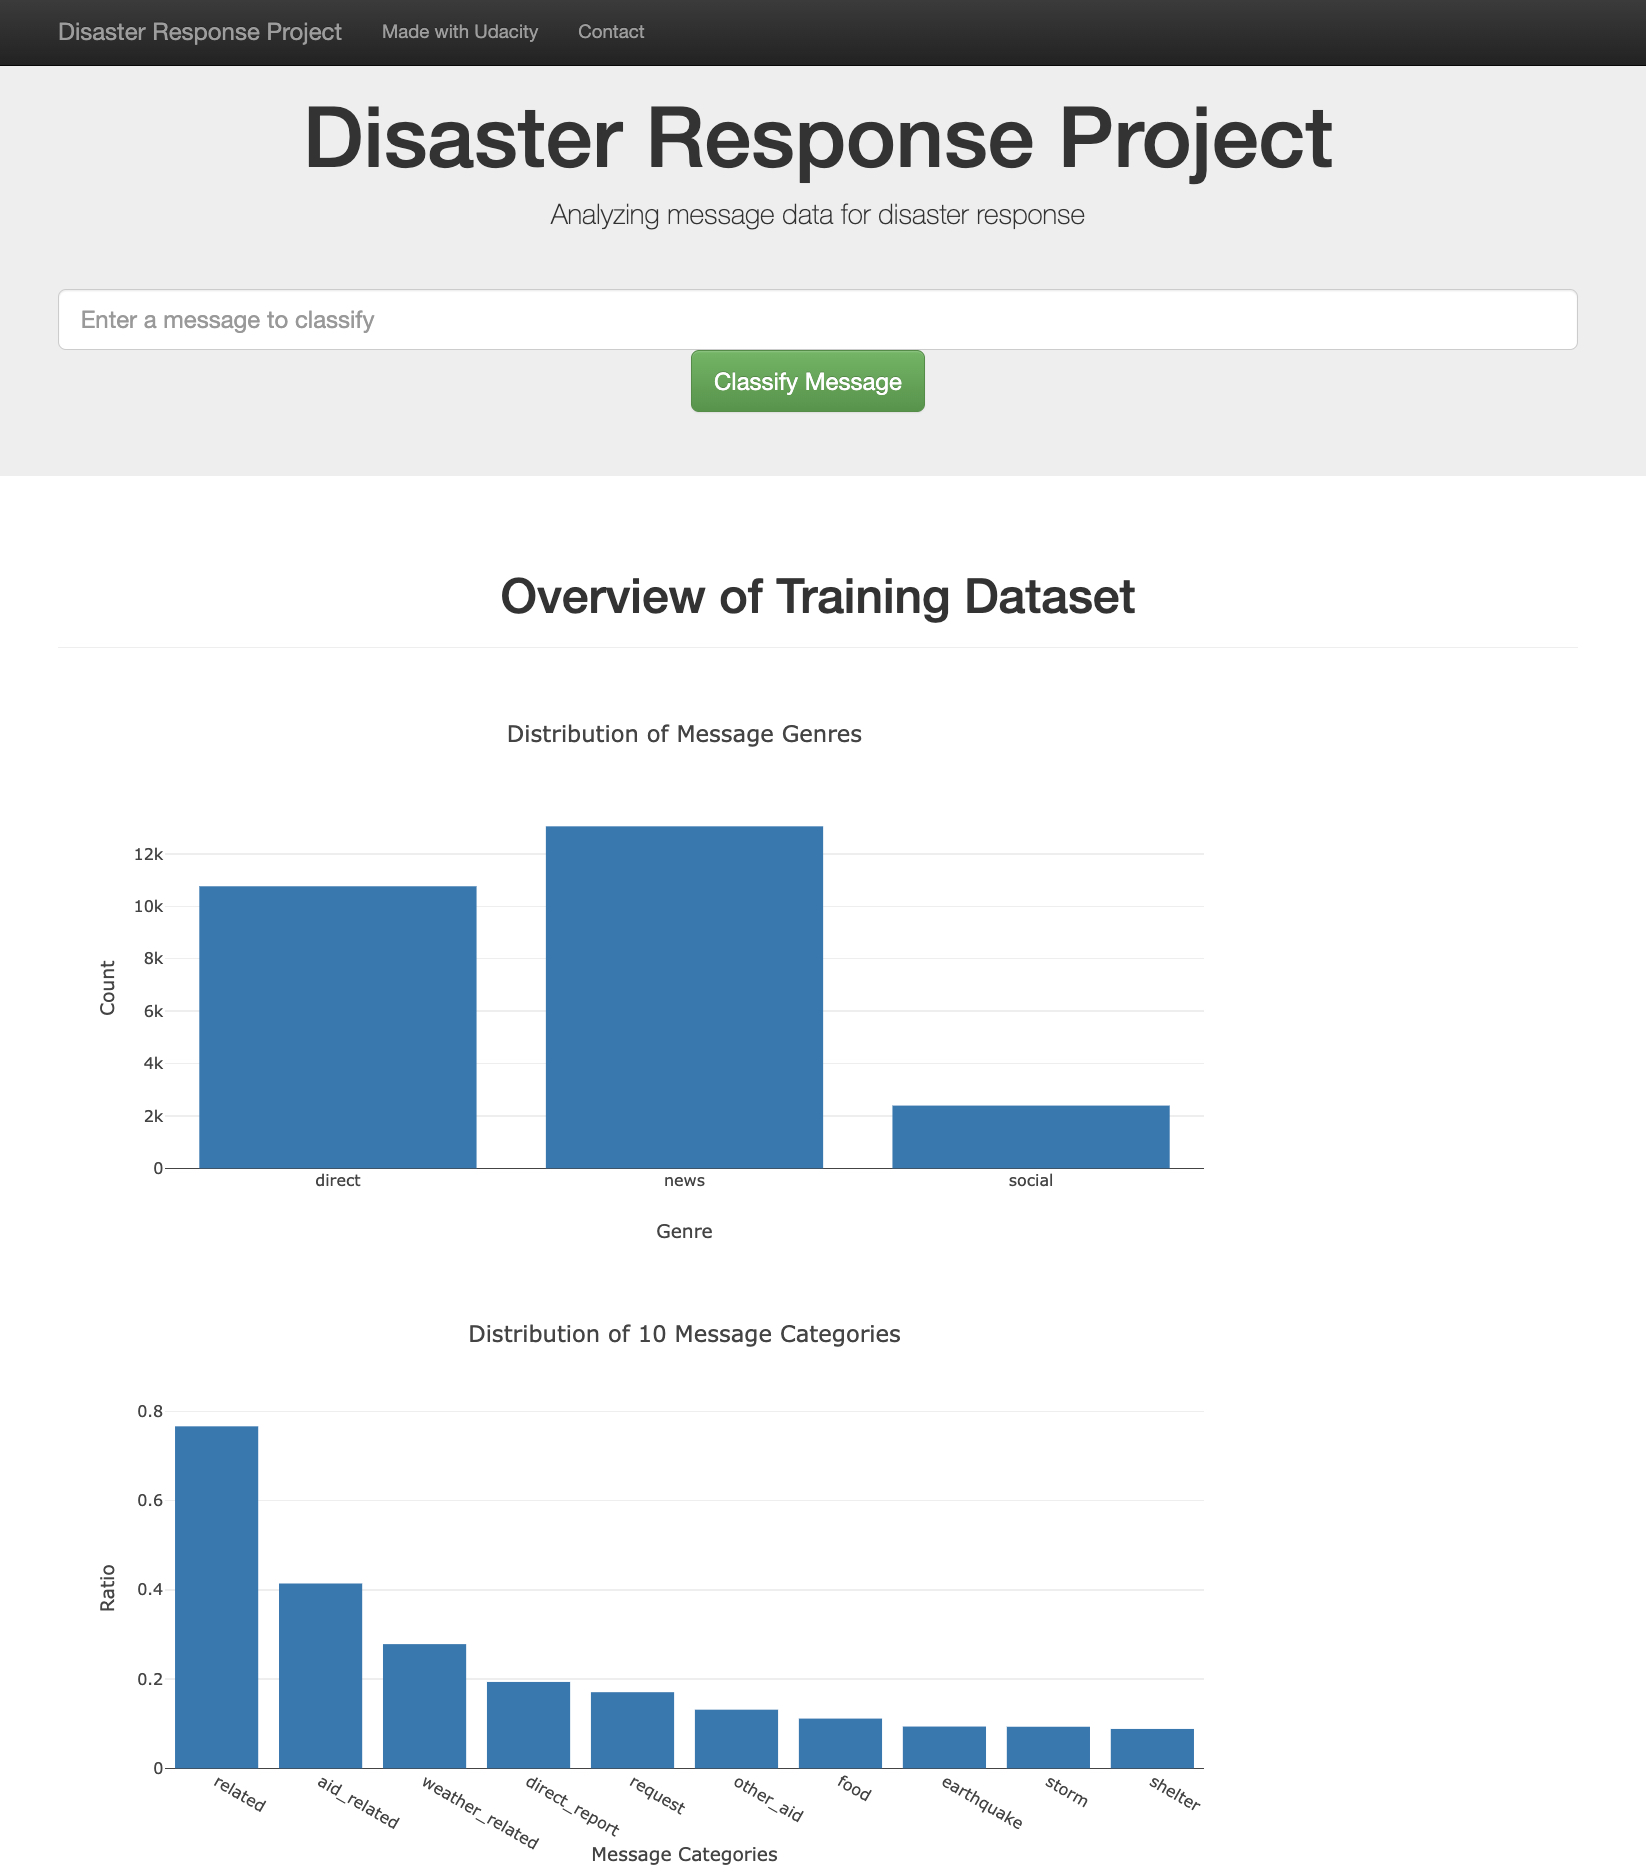 Disaster Response Project Made with Udacity Contact
Disaster Response Project
Analyzing message data for disaster response
Enter a message to classify
Classify Message
Overview of Training Dataset
Distribution of Message Genres
12k
10k
8k
6k
4k
2k
0
Count
direct news social
Genre
Distribution of 10 Message Categories
0.8
0.6
0.4
0.2
0
Ratio
related aid_related weather_related direct_report request other_aid food earthquake storm shelter
Message Categories